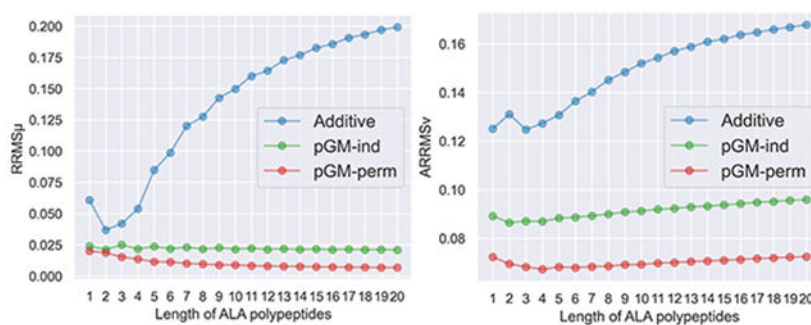 0.200
0.175
0.150
0.125
0.100
0.075
0.050
0.025
0.000
RRMSμ
Additive
pGM-ind
pGM-perm
1 2 3 4 5 6 7 8 9 10 11 12 13 14 15 16 17 18 19 20
Length of ALA polypeptides
0.16
0.14
0.12
0.10
0.08
ARRMSv
Additive
pGM-ind
pGM-perm
1 2 3 4 5 6 7 8 9 10 11 12 13 14 15 16 17 18 19 20
Length of ALA polypeptides